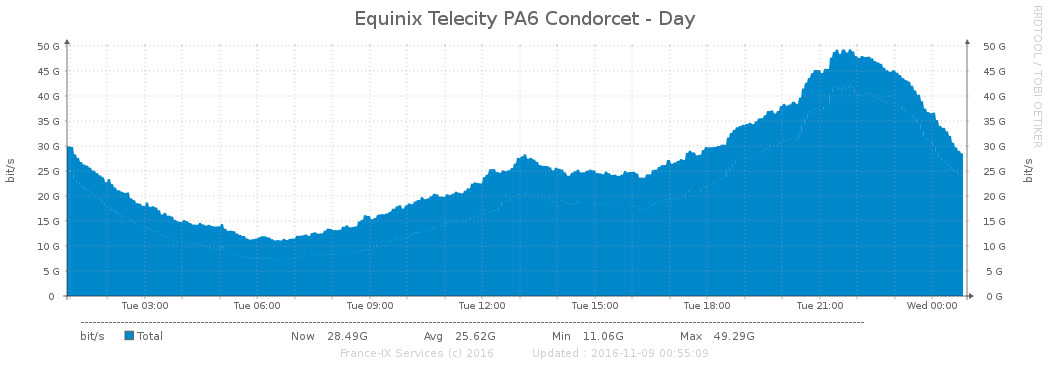 Equinix Telecity PA6 Condorcet - Day
RRDTOOL / TOBI OETIKER
bit/s
50 G
45 G
40 G
35 G
30 G
25 G
20 G
15 G
10 G
5 G
0
50 G
45 G
40 G
35 G
30 G
25 G
20 G
15 G
10 G
5 G
0 G
bit/s
Tue 03:00 Tue 06:00 Tue 09:00 Tue 12:00 Tue 15:00 Tue 18:00 Tue 21:00 Wed 00:00
bit/s Total Now 28.49G Avg 25.62G Min 11.06G Max 49.29G
France-IX Services (c) 2016 Updated : 2016-11-09 00:55:09